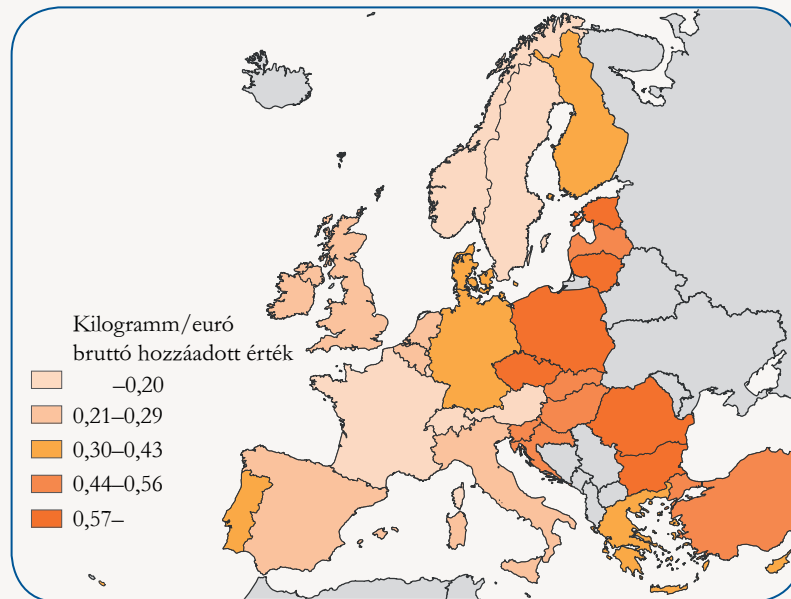 Kilogramm/euró
bruttó hozzáadott érték
–0,20
0,21–0,29
0,30–0,43
0,44–0,56
0,57–